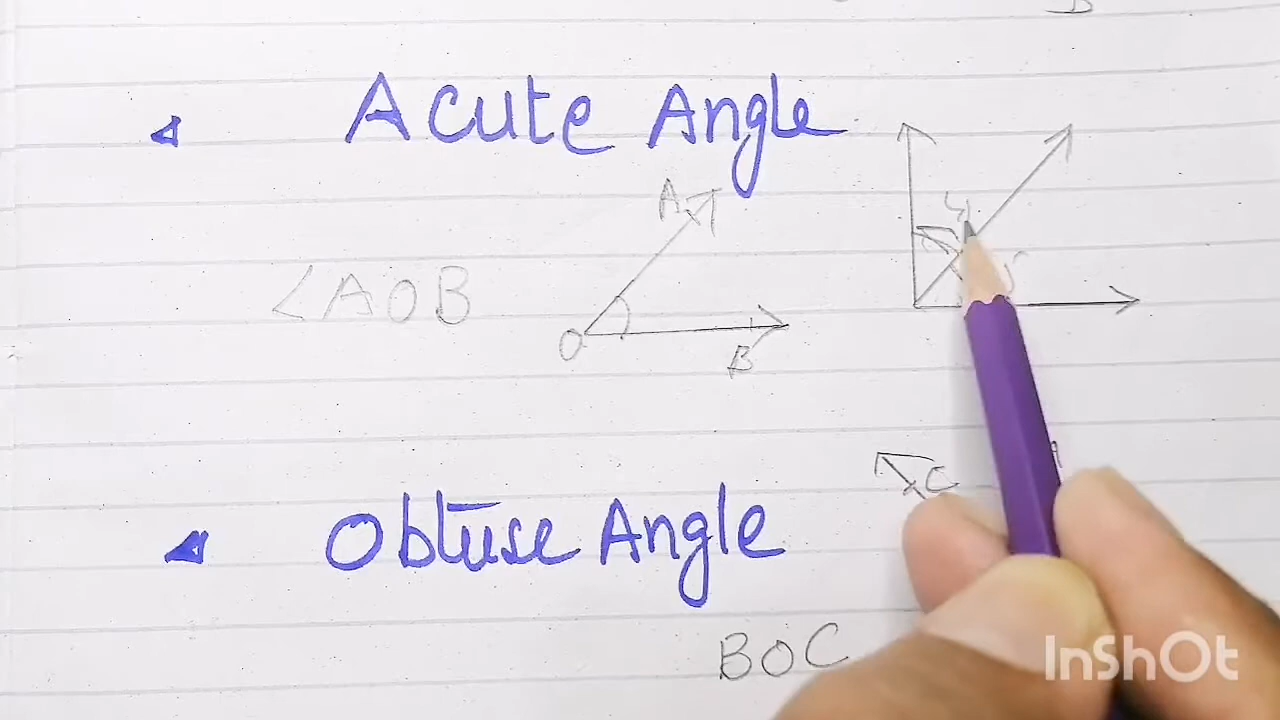 Acute Angle
A
∠AOB
O
B
C
Obtuse Angle
BOC
InShOt